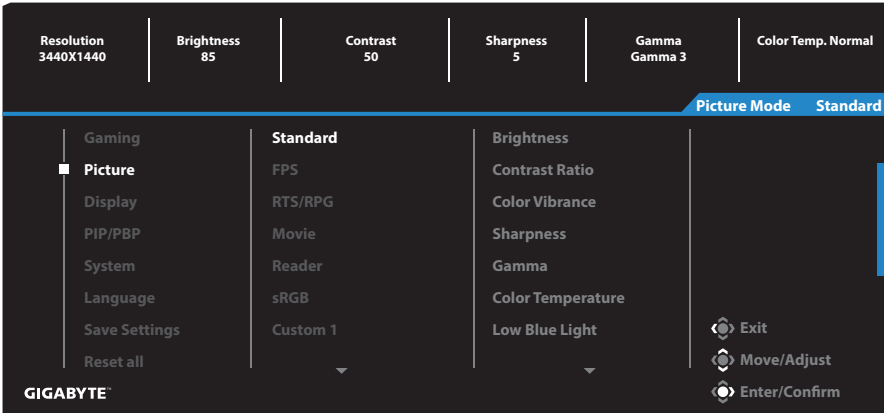 Resolution
3440X1440
Brightness
85
Contrast
50
Sharpness
5
Gamma
Gamma 3
Color Temp. Normal
Picture Mode Standard
Gaming
Picture
Display
PIP/PBP
System
Language
Save Settings
Reset all
Standard
FPS
RTS/RPG
Movie
Reader
sRGB
Custom 1
Brightness
Contrast Ratio
Color Vibrance
Sharpness
Gamma
Color Temperature
Low Blue Light
Exit
Move/Adjust
Enter/Confirm
GIGABYTE™